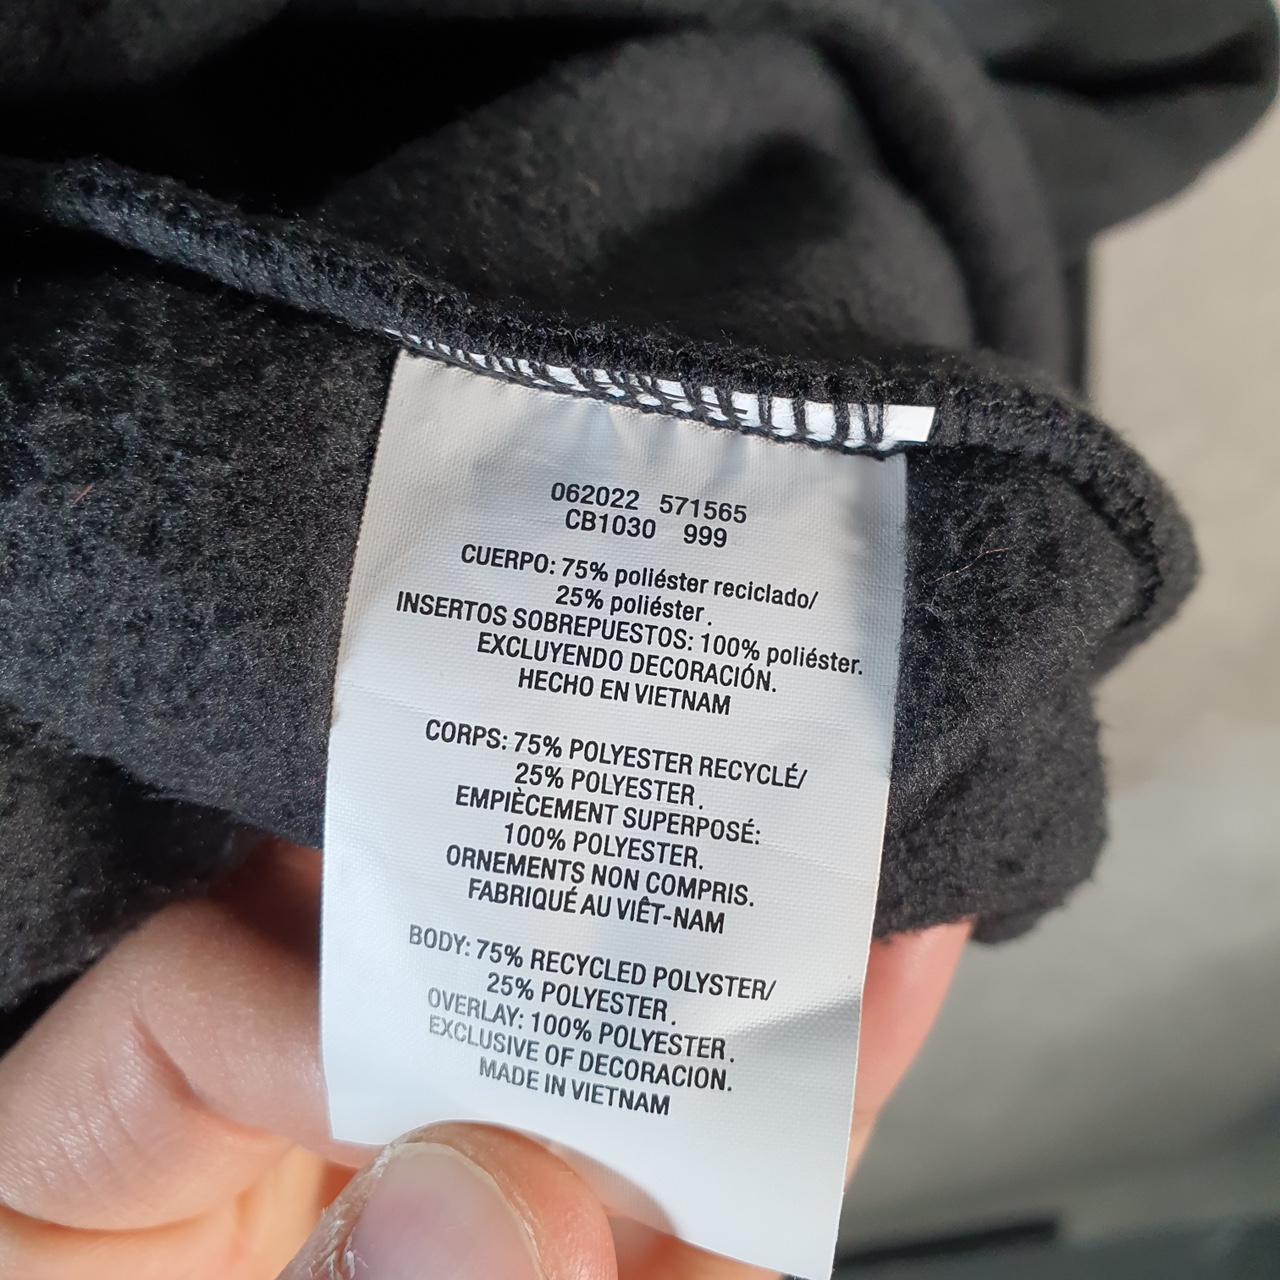 062022 571565
CB1030 999
CUERPO: 75% poliéster reciclado/
25% poliéster.
INSERTOS SOBREPUESTOS: 100% poliéster.
EXCLUYENDO DECORACIÓN.
HECHO EN VIETNAM
CORPS: 75% POLYESTER RECYCLÉ/
25% POLYESTER.
EMPIÈCEMENT SUPERPOSÉ:
100% POLYESTER.
ORNEMENTS NON COMPRIS.
FABRIQUÉ AU VIÊT-NAM
BODY: 75% RECYCLED POLYSTER/
25% POLYESTER.
OVERLAY: 100% POLYESTER.
EXCLUSIVE OF DECORACION.
MADE IN VIETNAM